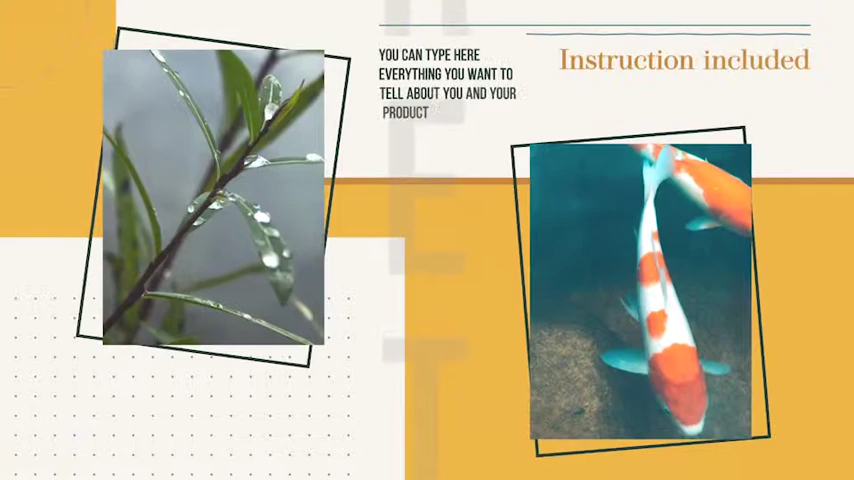 YOU CAN TYPE HERE
EVERYTHING YOU WANT TO
TELL ABOUT YOU AND YOUR
PRODUCT
Instruction included